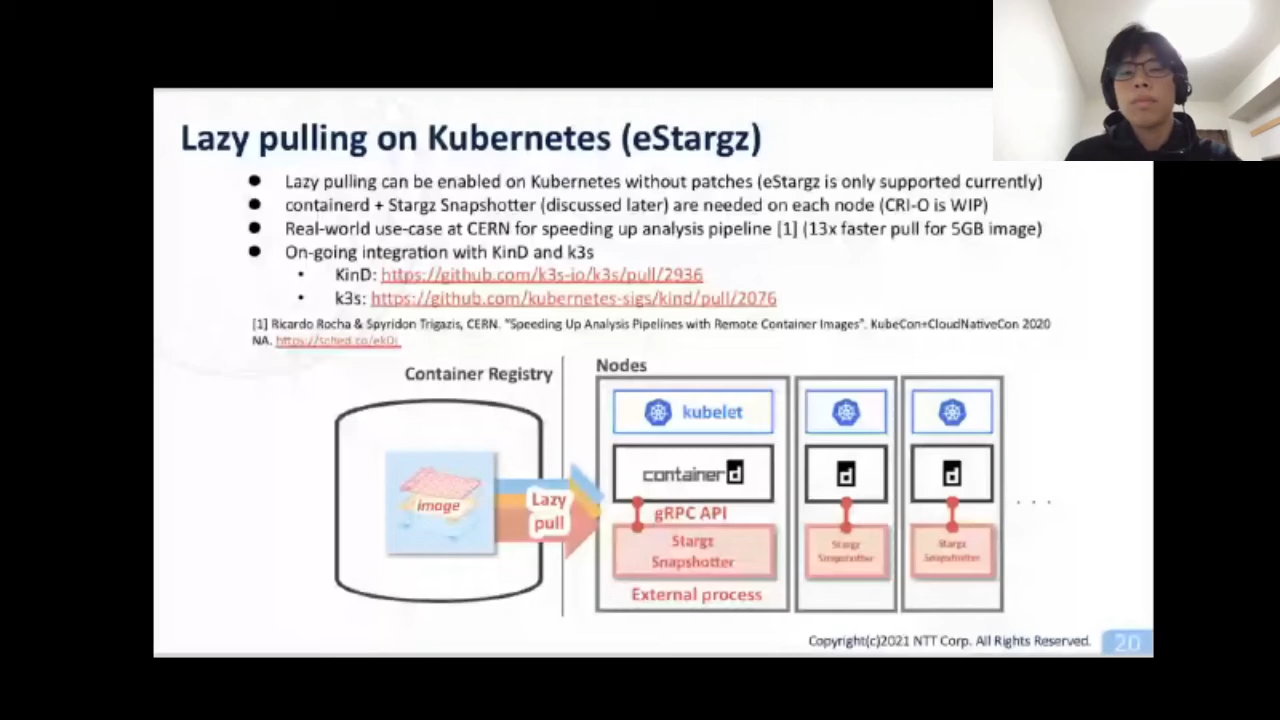 Lazy pulling on Kubernetes (eStargz)
● Lazy pulling can be enabled on Kubernetes without patches (eStargz is only supported currently)
● containerd + Stargz Snapshotter (discussed later) are needed on each node (CRI-O is WIP)
● Real-world use-case at CERN for speeding up analysis pipeline [1] (13x faster pull for 5GB image)
● On-going integration with KinD and k3s
• KinD: https://github.com/k3s-io/k3s/pull/2936
• k3s: https://github.com/kubernetes-sigs/kind/pull/2076
[1] Ricardo Rocha & Spyridon Trigazis, CERN. "Speeding Up Analysis Pipelines with Remote Container Images". KubeCon+CloudNativeCon 2020
NA. https://sched.co/ekDj
Container Registry
Nodes
image
Lazy
pull
kubelet
containerd
gRPC API
Stargz
Snapshotter
External process
d
Stargz
Snapshotter
d
Stargz
Snapshotter
. . .
Copyright(c)2021 NTT Corp. All Rights Reserved.
20